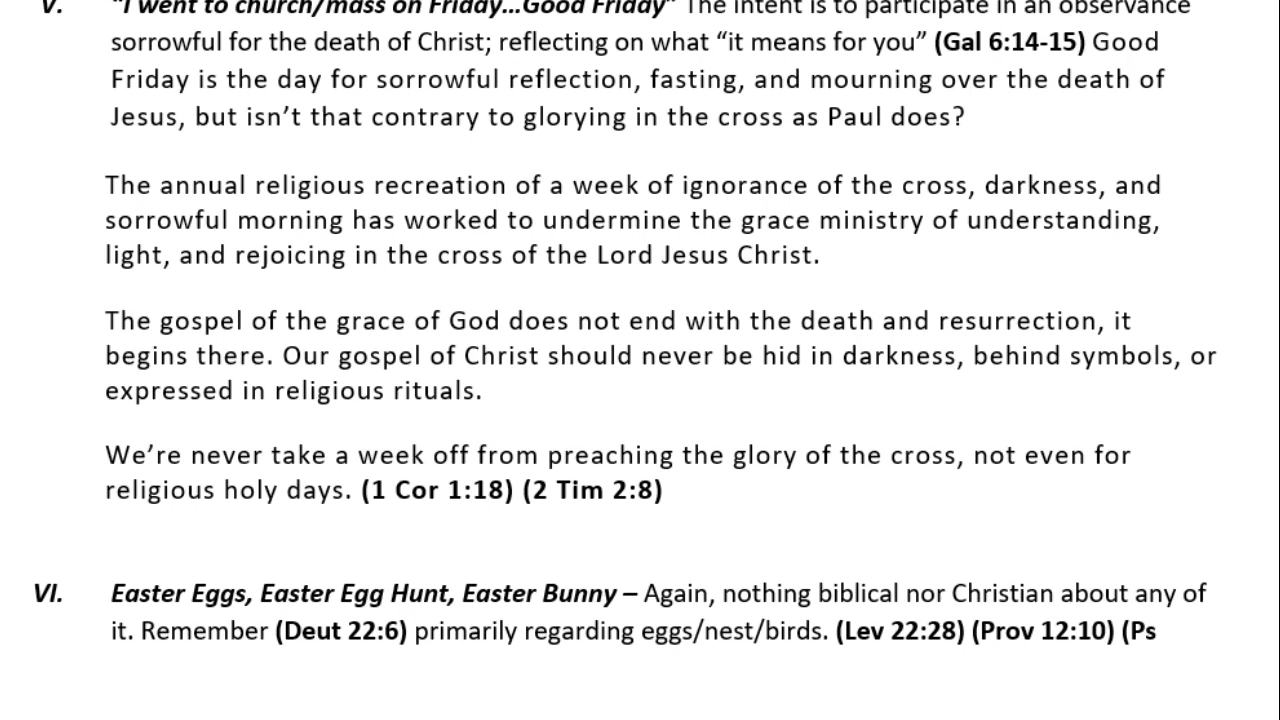 V. "I went to church/mass on Friday...Good Friday" The intent is to participate in an observance
sorrowful for the death of Christ; reflecting on what “it means for you” (Gal 6:14-15) Good
Friday is the day for sorrowful reflection, fasting, and mourning over the death of
Jesus, but isn’t that contrary to glorying in the cross as Paul does?
The annual religious recreation of a week of ignorance of the cross, darkness, and
sorrowful morning has worked to undermine the grace ministry of understanding,
light, and rejoicing in the cross of the Lord Jesus Christ.
The gospel of the grace of God does not end with the death and resurrection, it
begins there. Our gospel of Christ should never be hid in darkness, behind symbols, or
expressed in religious rituals.
We’re never take a week off from preaching the glory of the cross, not even for
religious holy days. (1 Cor 1:18) (2 Tim 2:8)
VI. Easter Eggs, Easter Egg Hunt, Easter Bunny – Again, nothing biblical nor Christian about any of
it. Remember (Deut 22:6) primarily regarding eggs/nest/birds. (Lev 22:28) (Prov 12:10) (Ps